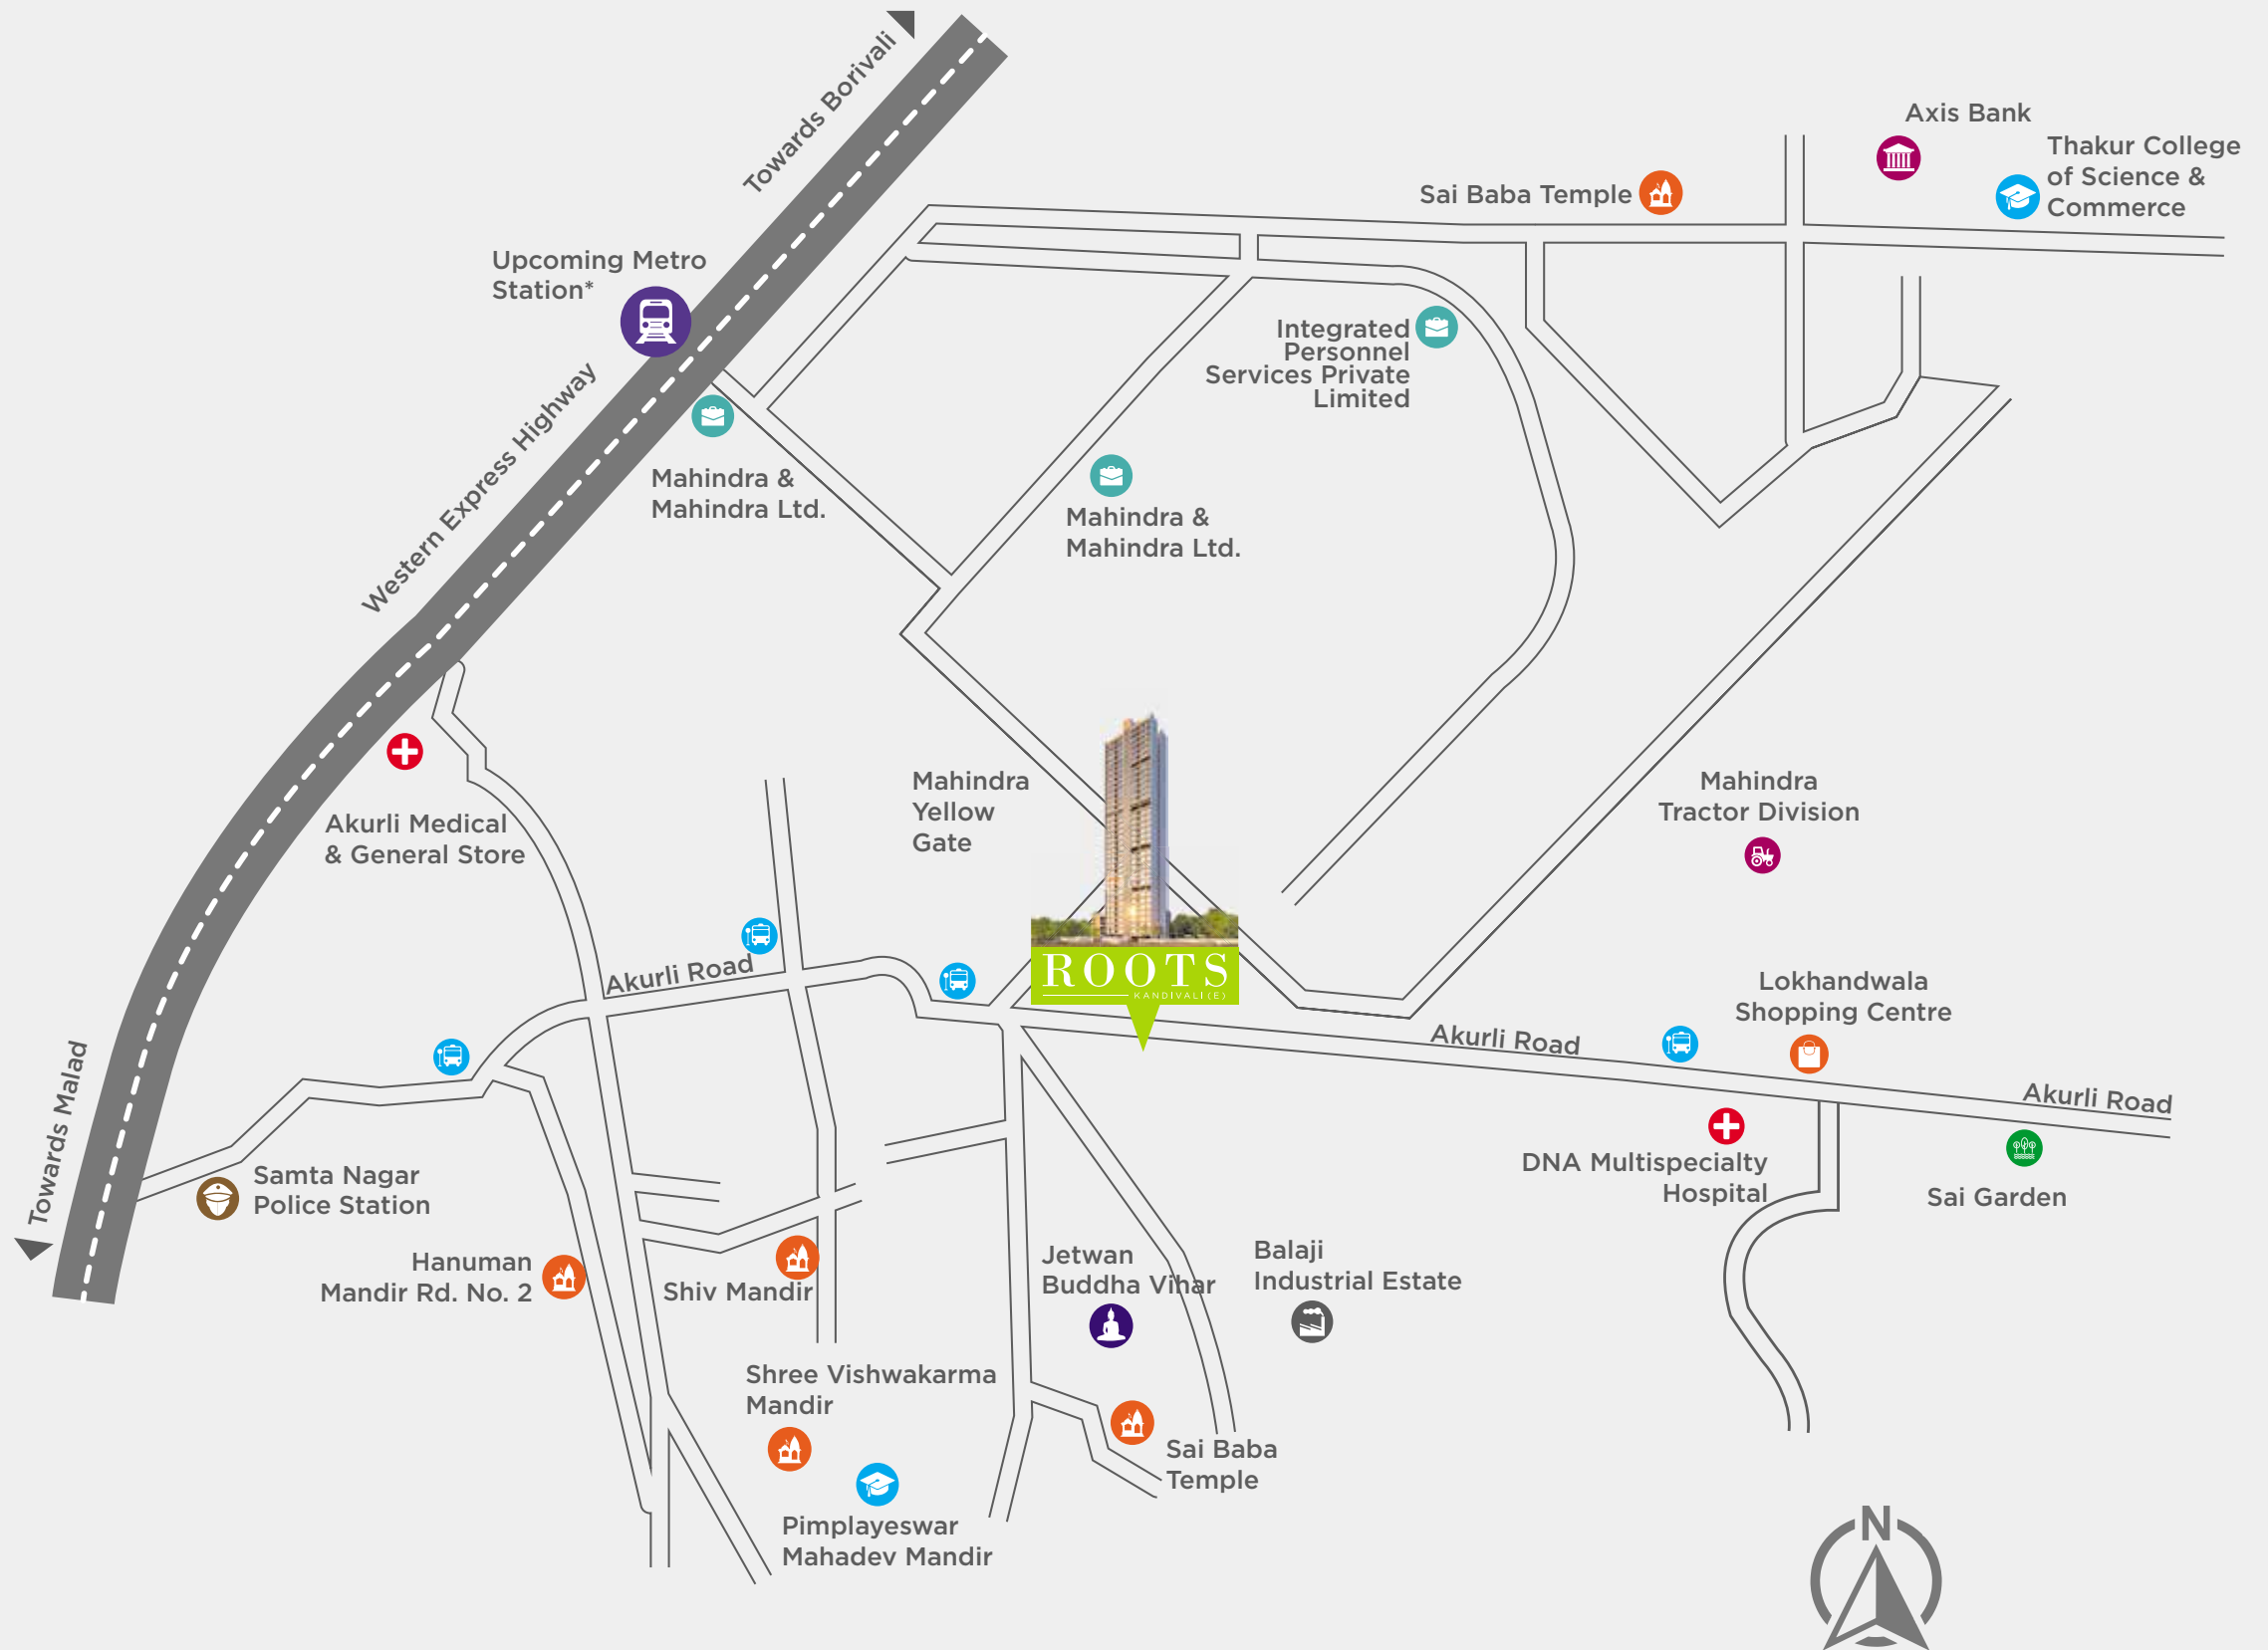 Towards Borivali
Axis Bank
Thakur College
of Science &
Commerce
Sai Baba Temple
Upcoming Metro
Station*
Integrated
Personnel
Services Private
Limited
Western Express Highway
Mahindra &
Mahindra Ltd.
Mahindra &
Mahindra Ltd.
Mahindra
Yellow
Gate
Mahindra
Tractor Division
Akurli Medical
& General Store
Akurli Road
ROOTS
KANDIVALI(E)
Lokhandwala
Shopping Centre
Akurli Road
Akurli Road
Towards Malad
Samta Nagar
Police Station
DNA Multispecialty
Hospital
Sai Garden
Hanuman
Mandir Rd. No. 2
Shiv Mandir
Jetwan
Buddha Vihar
Balaji
Industrial Estate
Shree Vishwakarma
Mandir
Sai Baba
Temple
Pimplayeswar
Mahadev Mandir
N